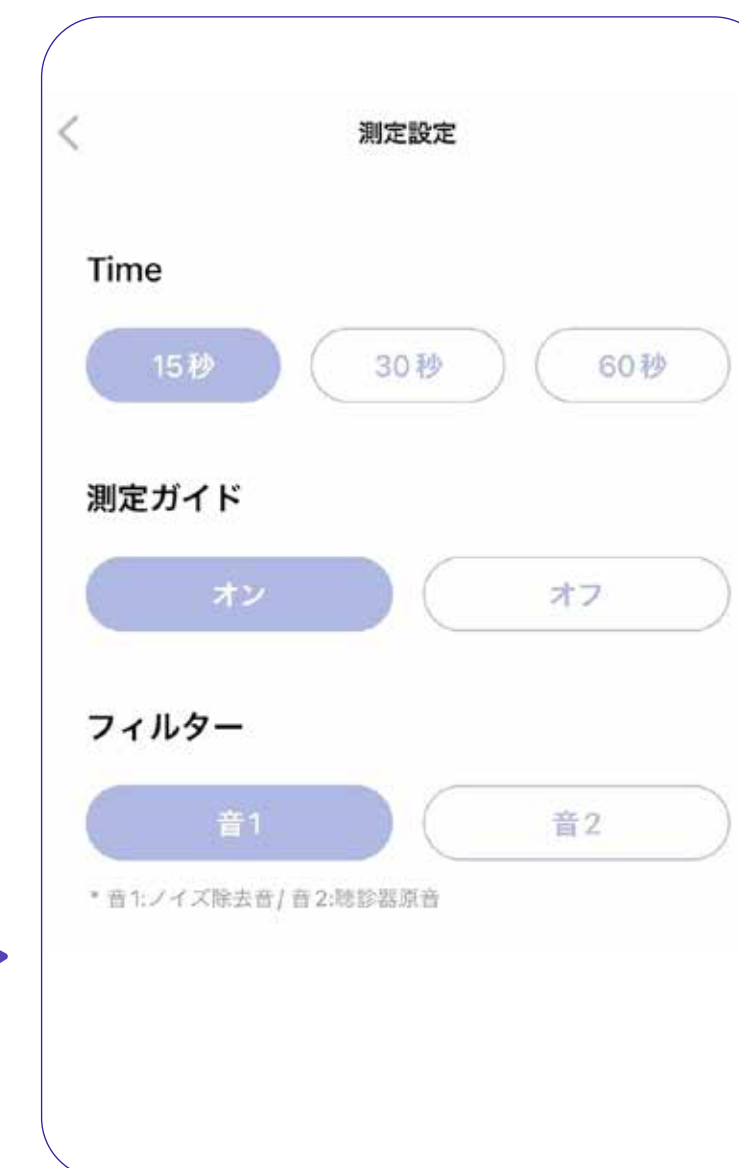 測定設定
Time
15秒 30秒 60秒
測定ガイド
オン オフ
フィルター
音1 音2
* 音1:ノイズ除去音/ 音2:聴診器原音